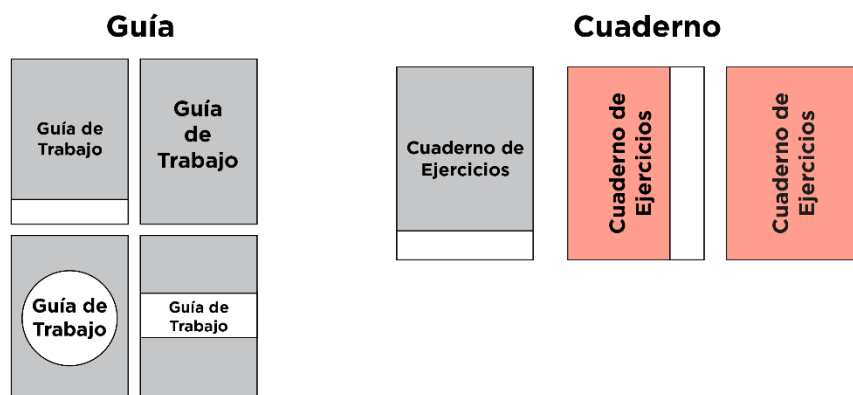 Guía
Guía de
Trabajo
Guía
de
Trabajo
Guía de
Trabajo
Guía de
Trabajo
Cuaderno
Cuaderno de
Ejercicios
Cuaderno de
Ejercicios
Cuaderno de
Ejercicios